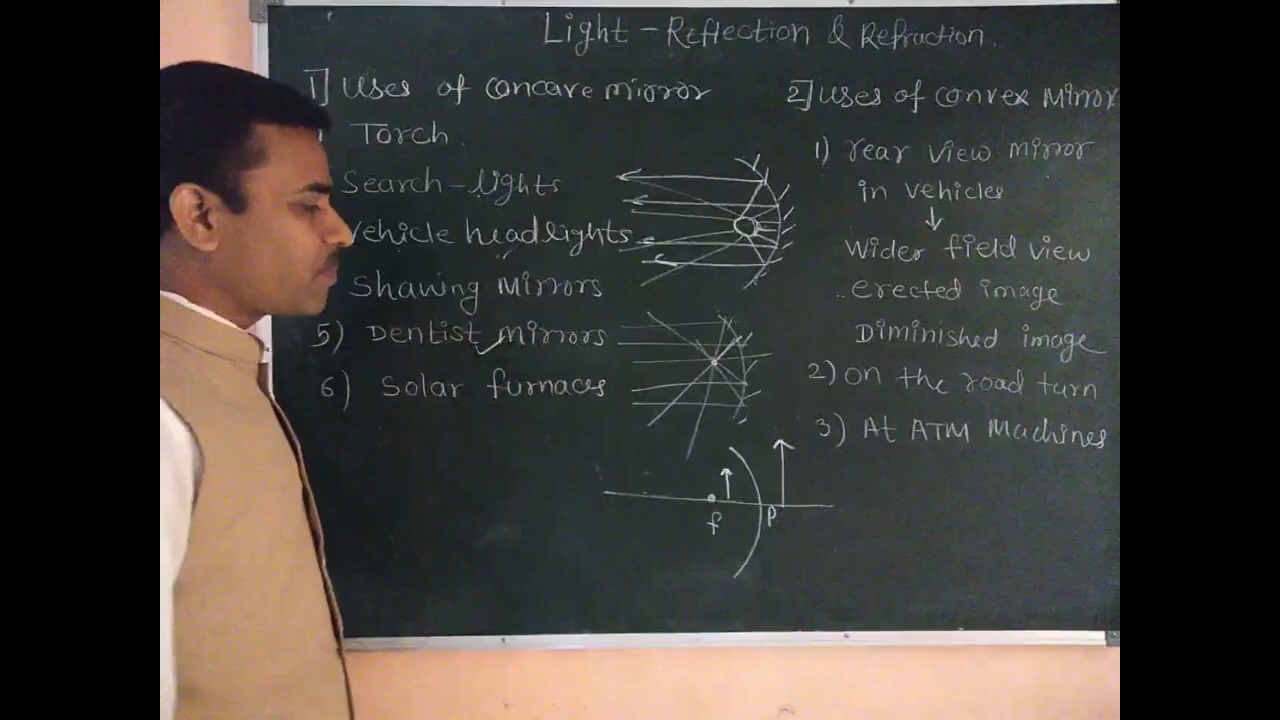 Light - Reflection & Refraction.
1] Uses of concave mirror
Torch.
Search-lights
Vehicle headlights
Shaving Mirrors
5) Dentist Mirrors
6) Solar furnaces
f
P
2] Uses of convex Mirror
1) rear view mirror
in vehicles
↓
Wider field view
erected image
Diminished image
2) on the road turn
3) At ATM Machines